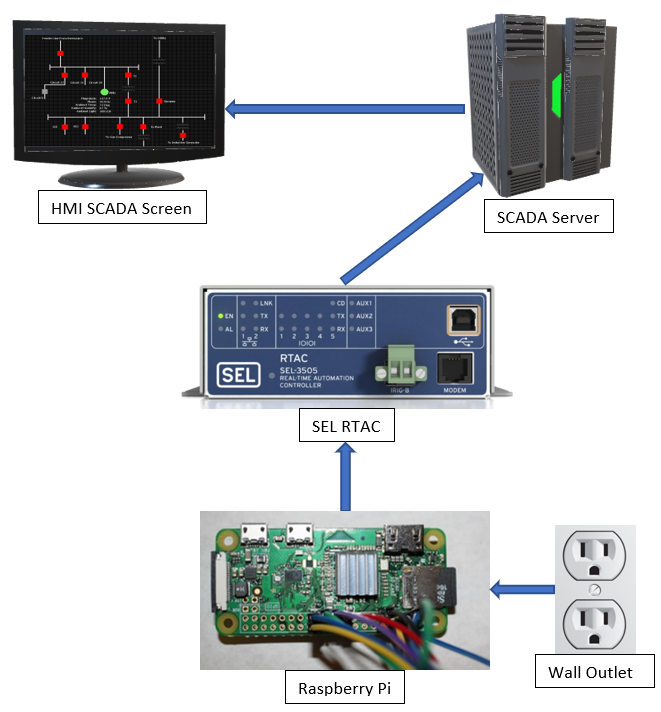 HMI SCADA Screen
SCADA Server
LNK
CD
AUX1
EN
TX
TX
AUX2
AL
RX
RX
AUX3
1 2 1 2 3 4 5
IOIOI
RTAC
SEL
SEL-3505
REAL-TIME AUTOMATION
CONTROLLER
IRIG-B
MODEM
SEL RTAC
Raspberry Pi
Wall Outlet